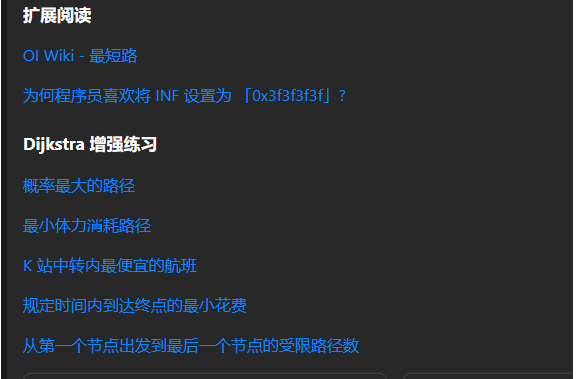 扩展阅读
OI Wiki - 最短路
为何程序员喜欢将 INF 设置为 「0x3f3f3f3f」?
Dijkstra 增强练习
概率最大的路径
最小体力消耗路径
K 站中转内最便宜的航班
规定时间内到达终点的最小花费
从第一个节点出发到最后一个节点的受限路径数